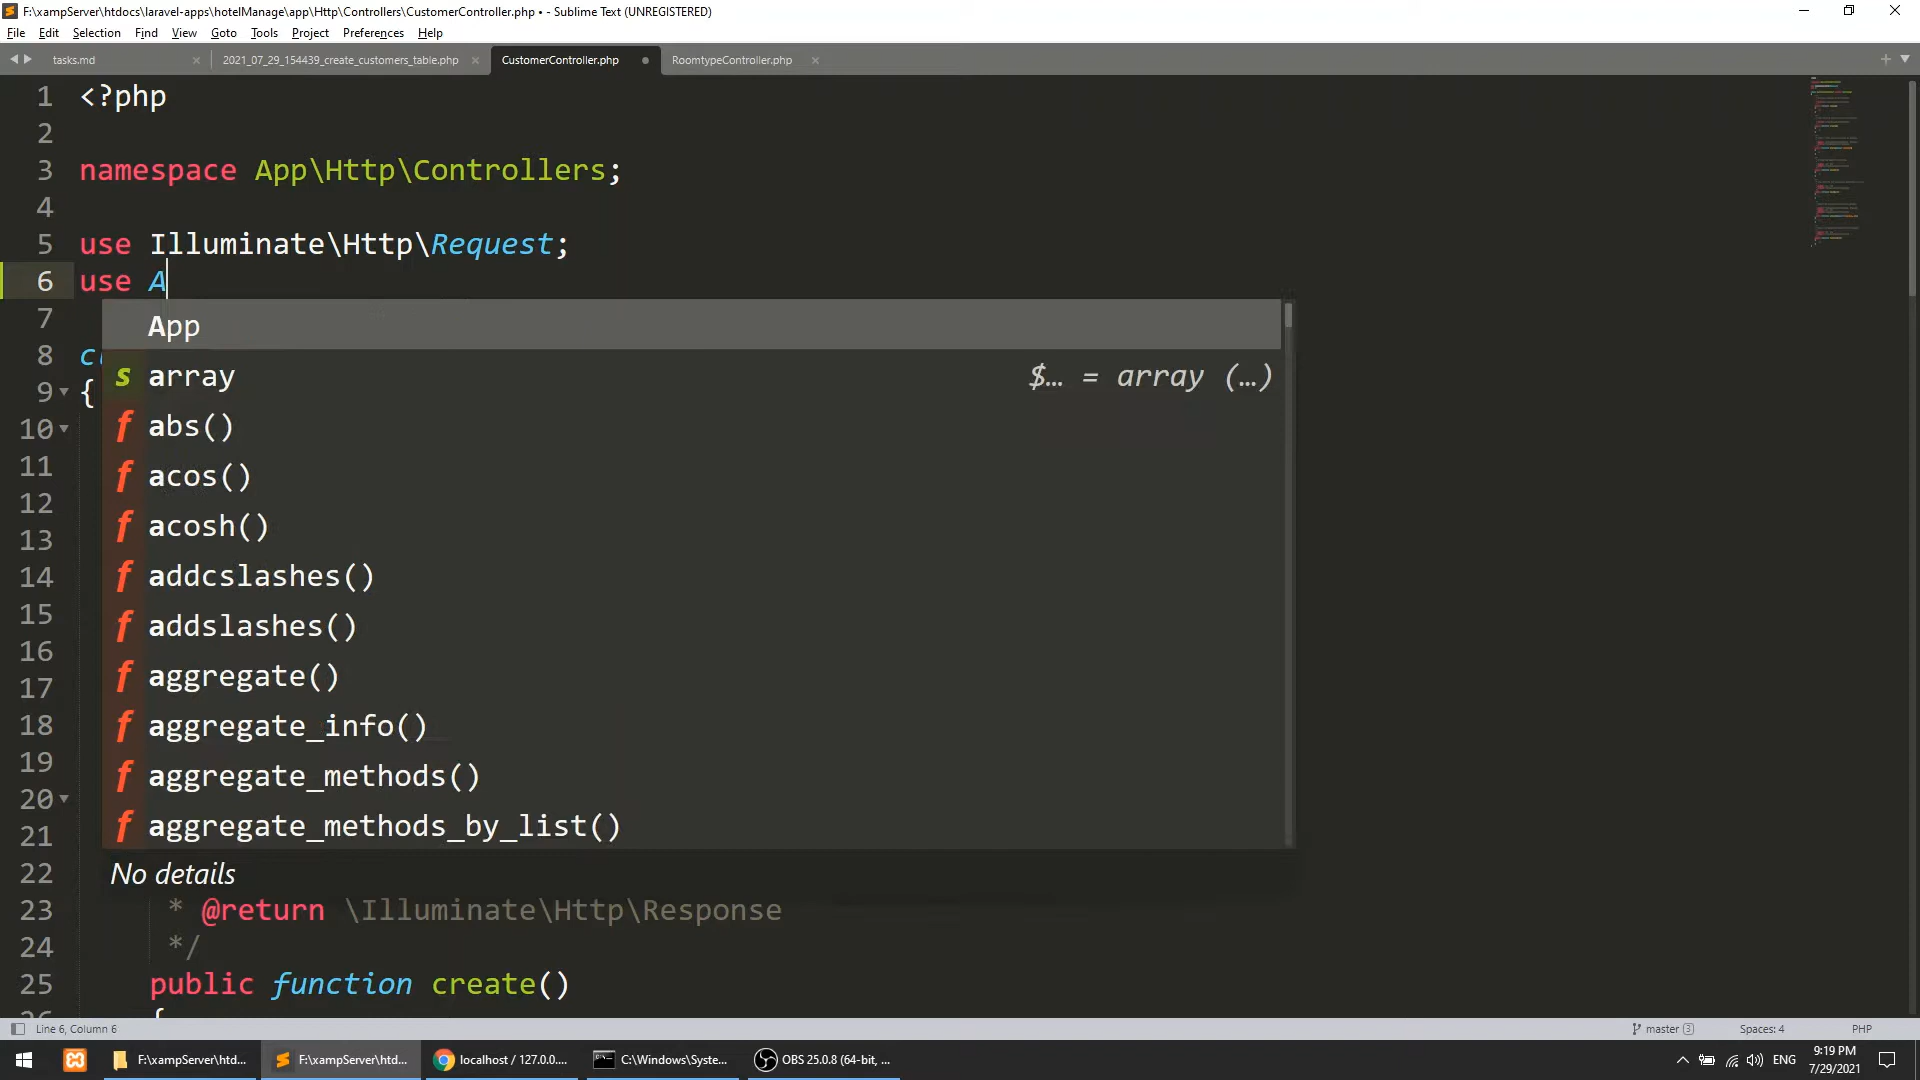 F:\xampServer\htdocs\laravel-apps\hotelManage\app\Http\Controllers\CustomerController.php • - Sublime Text (UNREGISTERED)
File Edit Selection Find View Goto Tools Project Preferences Help
tasks.md 2021_07_29_154439_create_customers_table.php CustomerController.php RoomtypeController.php
1 <?php
2
3 namespace App\Http\Controllers;
4
5 use Illuminate\Http\Request;
6 use A
7
App
8 c
s array $… = array (…)
9 {
10
f abs()
11
f acos()
12
13
f acosh()
14
f addcslashes()
15
f addslashes()
16
17
f aggregate()
18
f aggregate_info()
19
f aggregate_methods()
20
21
f aggregate_methods_by_list()
22
No details
23 * @return \Illuminate\Http\Response
24 */
25 public function create()
26 {
Line 6, Column 6 master 3 Spaces: 4 PHP
F:\xampServer\htd... F:\xampServer\htd... localhost / 127.0.0.... C:\Windows\Syste... OBS 25.0.8 (64-bit, ... ENG 9:19 PM
7/29/2021